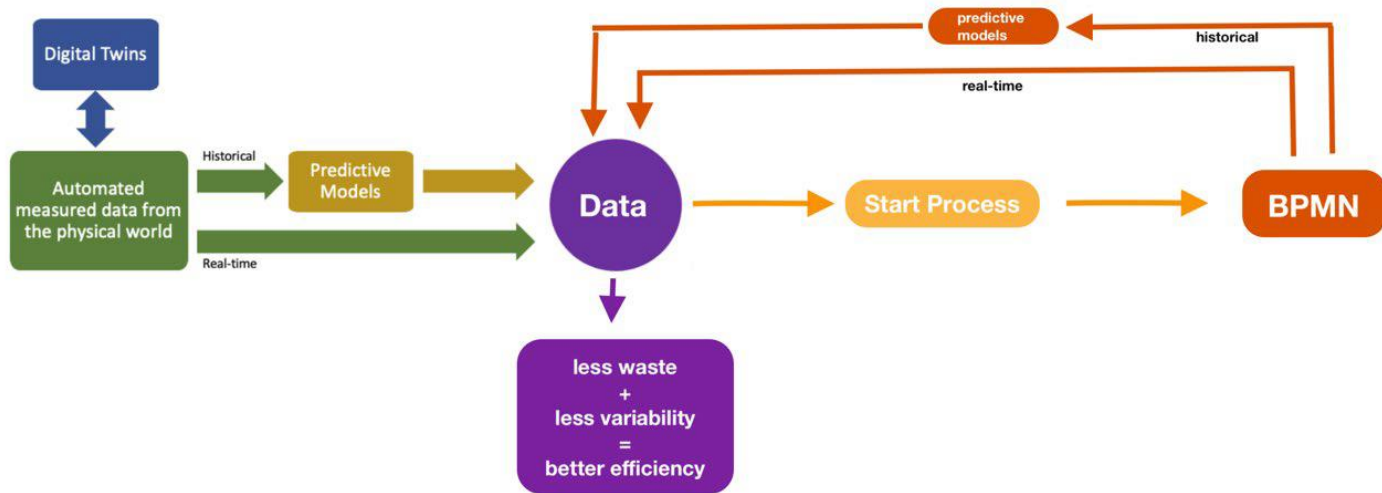 Digital Twins
Automated
measured data from
the physical world
Historical
Real-time
Predictive
Models
Data
Start Process
BPMN
predictive
models
historical
real-time
less waste
+
less variability
=
better efficiency